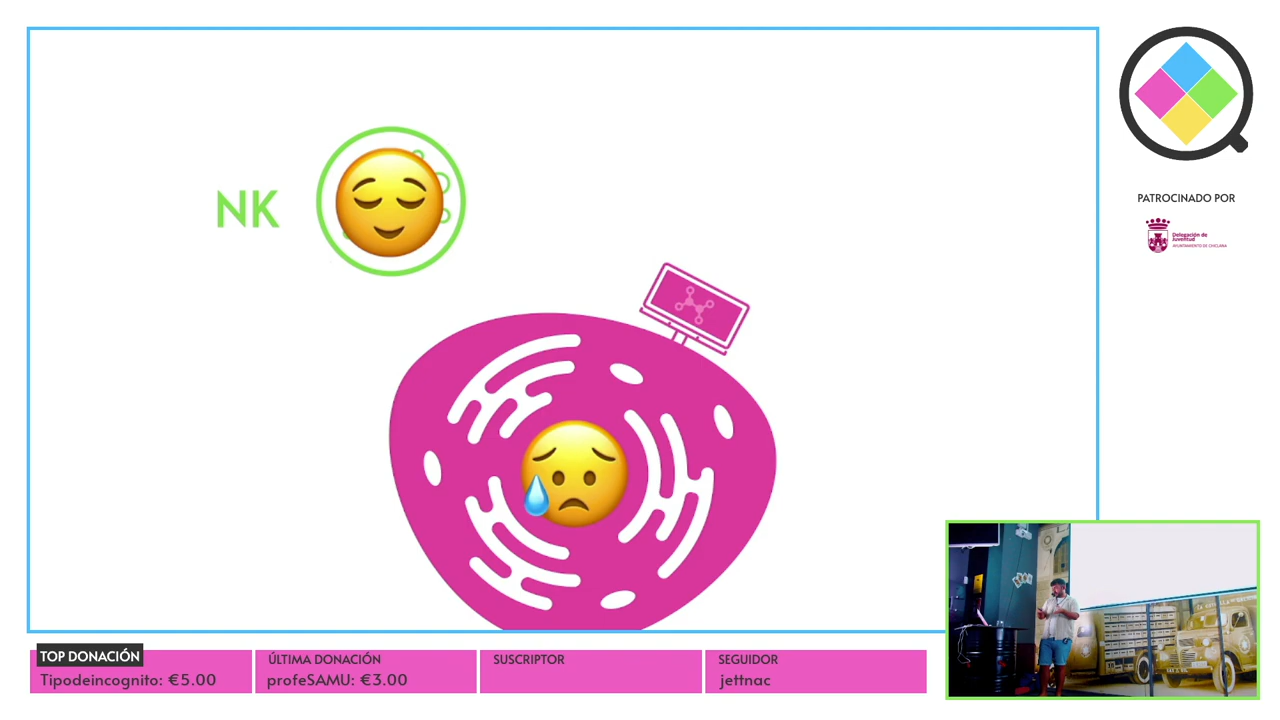 NK
PATROCINADO POR
Delegación de
Juventud
AYUNTAMIENTO DE CHICLANA
TOP DONACIÓN
Tipodeincognito: €5.00
ÚLTIMA DONACIÓN
profeSAMU: €3.00
SUSCRIPTOR
SEGUIDOR
jettnac